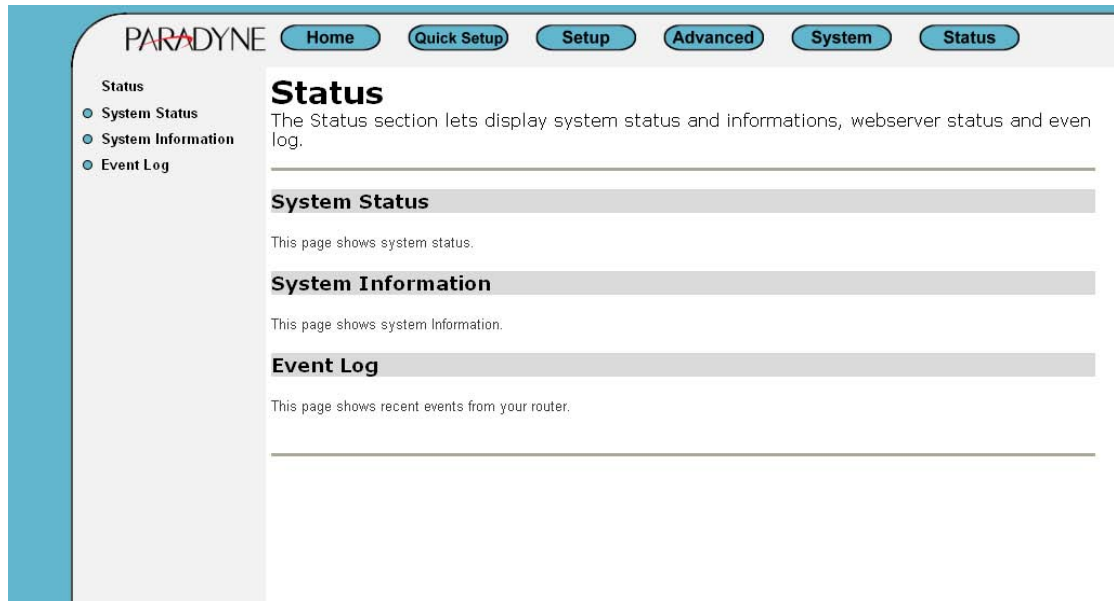 PARADYNE
Home
Quick Setup
Setup
Advanced
System
Status
Status
System Status
System Information
Event Log
Status
The Status section lets display system status and informations, webserver status and even
log.
System Status
This page shows system status.
System Information
This page shows system Information.
Event Log
This page shows recent events from your router.